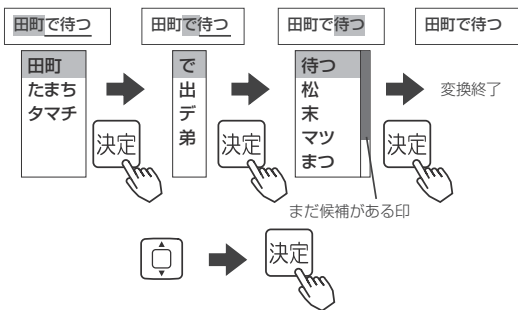 田町で待つ
田町で待つ
田町で待つ
田町で待つ
田町
たまち
タマチ
決定
で
出
デ
弟
決定
待つ
松
末
マツ
まつ
決定
変換終了
まだ候補がある印
決定